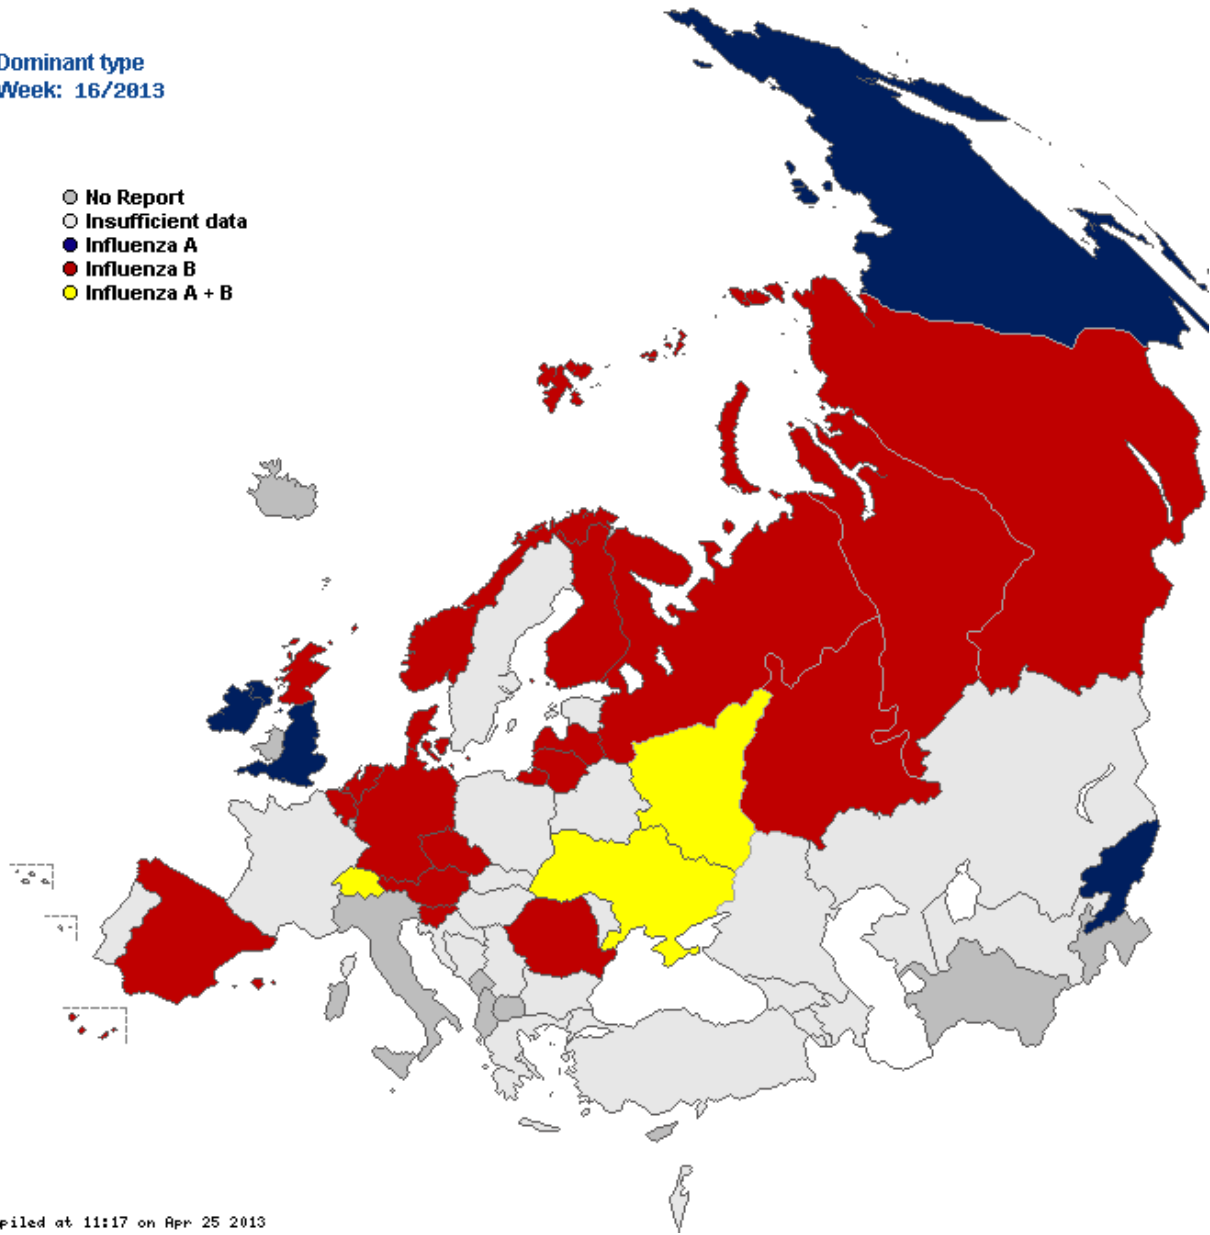 Dominant type
Week: 16/2013
No Report
Insufficient data
Influenza A
Influenza B
Influenza A + B
piled at 11:17 on Apr 25 2013